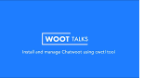 WOOT TALKS
Install and manage Chatwoot using cwctl tool